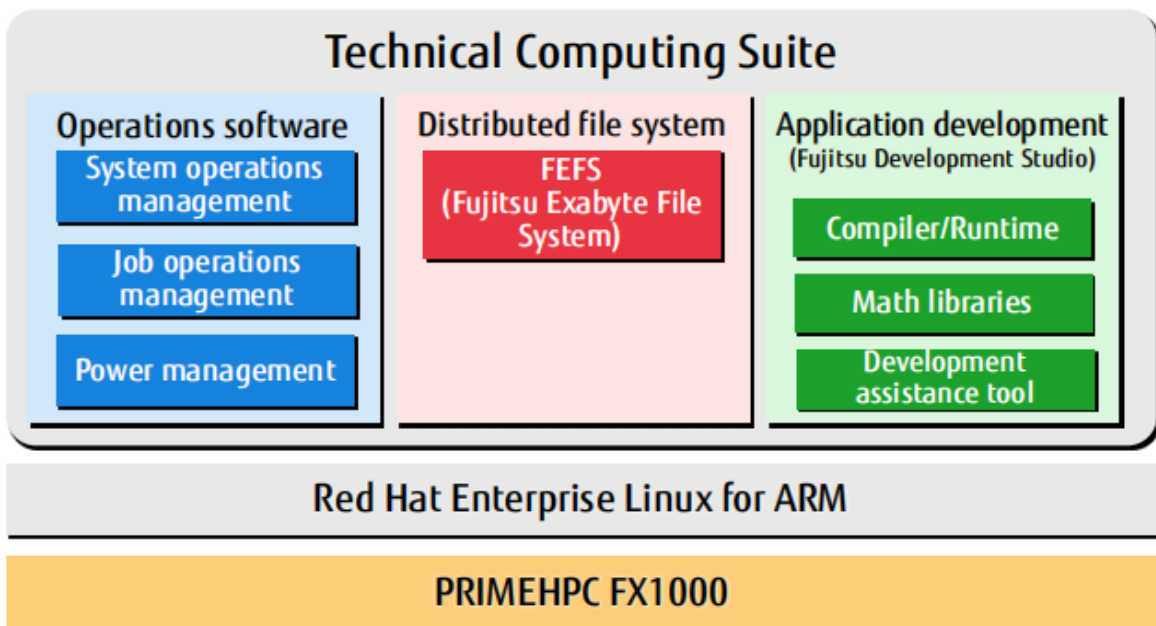 Technical Computing Suite
Operations software
System operations
management
Job operations
management
Power management
Distributed file system
FEFS
(Fujitsu Exabyte File
System)
Application development
(Fujitsu Development Studio)
Compiler/Runtime
Math libraries
Development
assistance tool
Red Hat Enterprise Linux for ARM
PRIMEHPC FX1000